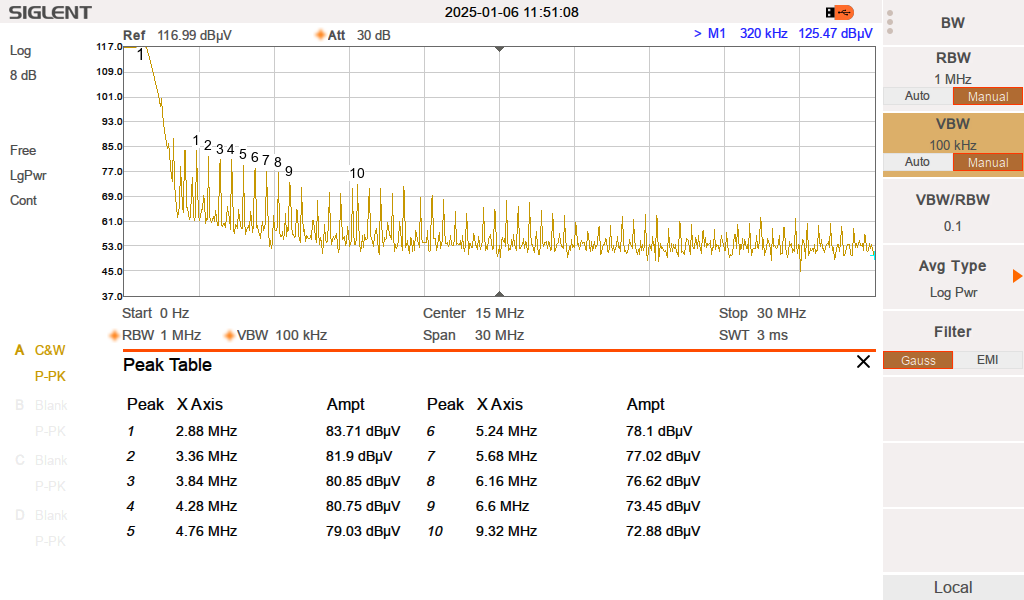 SIGLENT 2025-01-06 11:51:08
Ref 116.99 dBµV Att 30 dB > M1 320 kHz 125.47 dBµV
Log
8 dB
Free
LgPwr
Cont
117.0
109.0
101.0
93.0
85.0
77.0
69.0
61.0
53.0
45.0
37.0
1
1 2 3 4 5 6 7 8 9 10
Start 0 Hz Center 15 MHz Stop 30 MHz
RBW 1 MHz VBW 100 kHz Span 30 MHz SWT 3 ms
A C&W
P-PK
B Blank
P-PK
C Blank
P-PK
D Blank
P-PK
Peak Table
Peak X Axis Ampt Peak X Axis Ampt
1 2.88 MHz 83.71 dBµV 6 5.24 MHz 78.1 dBµV
2 3.36 MHz 81.9 dBµV 7 5.68 MHz 77.02 dBµV
3 3.84 MHz 80.85 dBµV 8 6.16 MHz 76.62 dBµV
4 4.28 MHz 80.75 dBµV 9 6.6 MHz 73.45 dBµV
5 4.76 MHz 79.03 dBµV 10 9.32 MHz 72.88 dBµV
BW
RBW
1 MHz
Auto Manual
VBW
100 kHz
Auto Manual
VBW/RBW
0.1
Avg Type
Log Pwr
Filter
Gauss EMI
Local